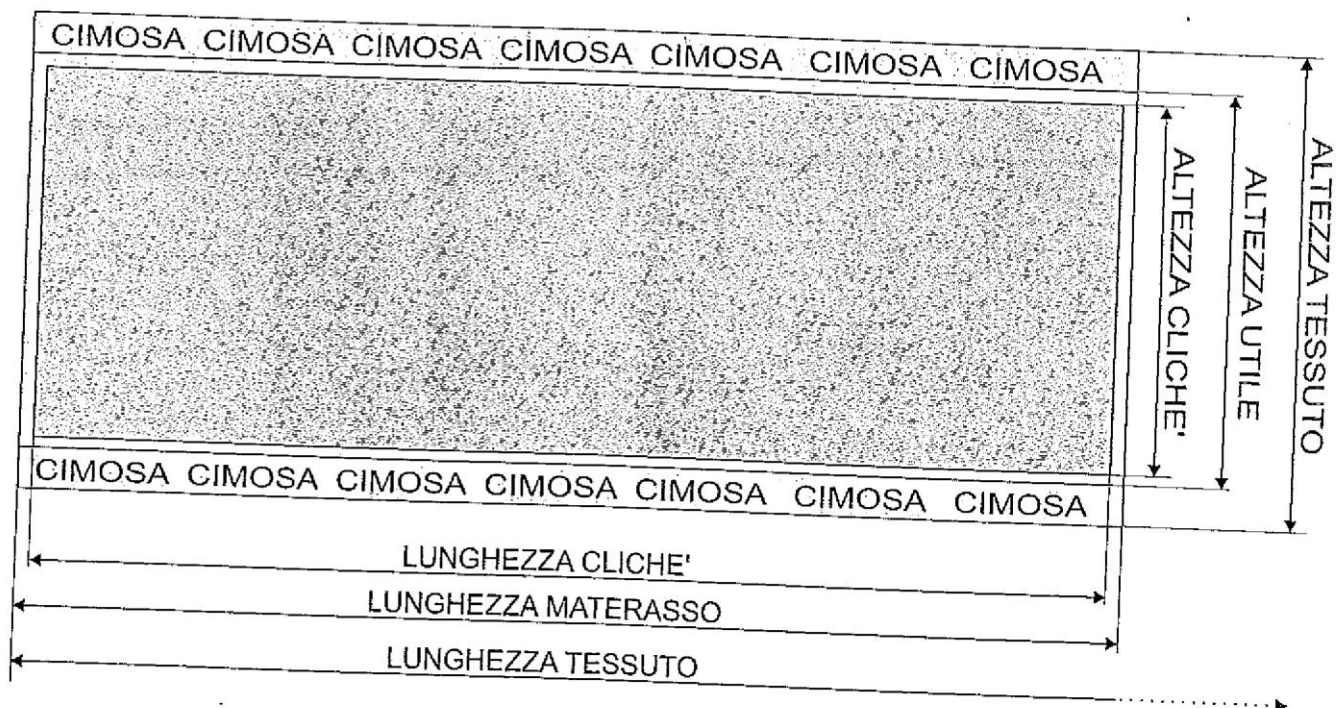 CIMOSA CIMOSA CIMOSA CIMOSA CIMOSA CIMOSA CIMOSA
ALTEZZA CLICHE'
ALTEZZA UTILE
ALTEZZA TESSUTO
CIMOSA CIMOSA CIMOSA CIMOSA CIMOSA CIMOSA CIMOSA
LUNGHEZZA CLICHE'
LUNGHEZZA MATERASSO
LUNGHEZZA TESSUTO